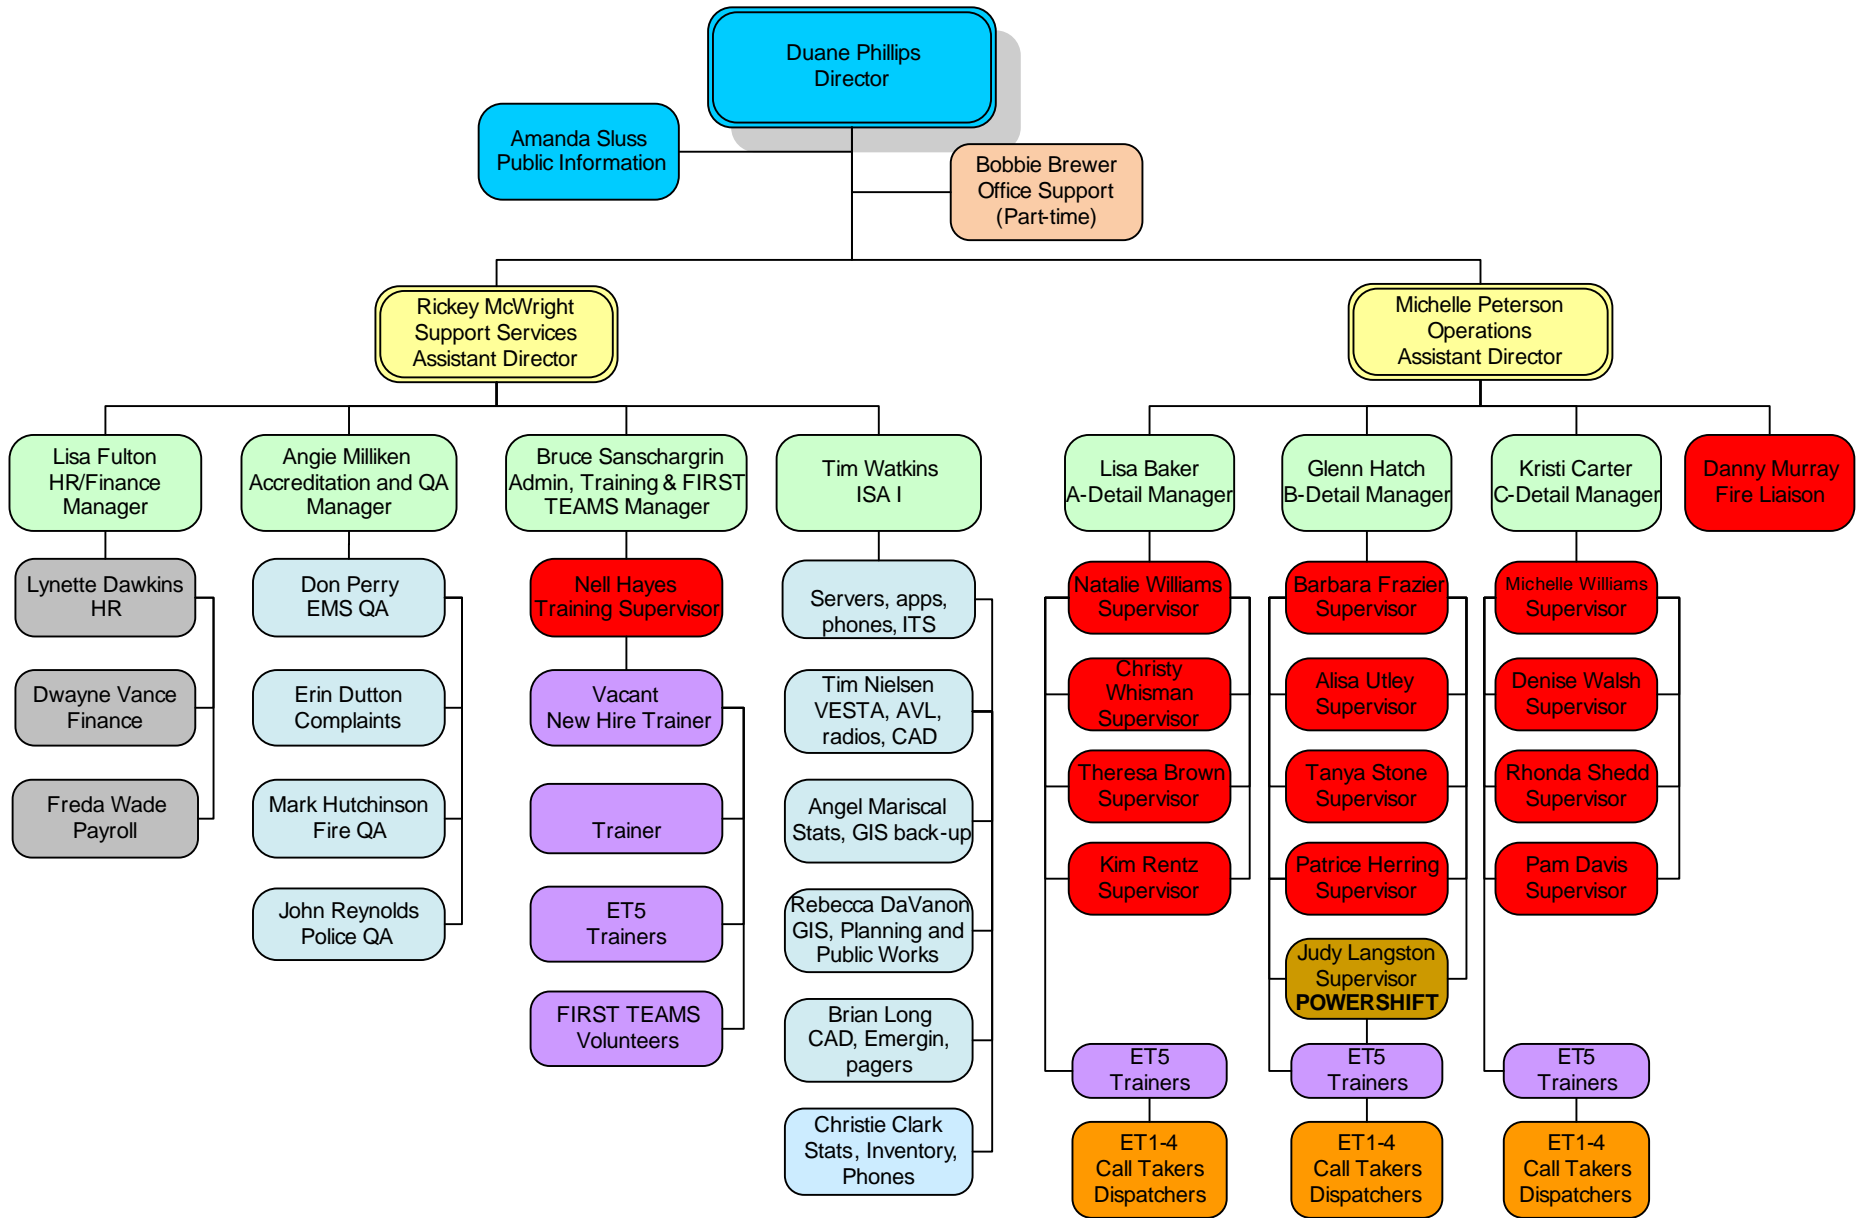 Duane Phillips
Director
Amanda Sluss
Public Information
Bobbie Brewer
Office Support
(Part-time)
Rickey McWright
Support Services
Assistant Director
Michelle Peterson
Operations
Assistant Director
Lisa Fulton
HR/Finance
Manager
Angie Milliken
Accreditation and QA
Manager
Bruce Sanschargrin
Admin, Training & FIRST
TEAMS Manager
Tim Watkins
ISA I
Lisa Baker
A-Detail Manager
Glenn Hatch
B-Detail Manager
Kristi Carter
C-Detail Manager
Danny Murray
Fire Liaison
Lynette Dawkins
HR
Dwayne Vance
Finance
Freda Wade
Payroll
Don Perry
EMS QA
Erin Dutton
Complaints
Mark Hutchinson
Fire QA
John Reynolds
Police QA
Nell Hayes
Training Supervisor
Vacant
New Hire Trainer
Trainer
ET5
Trainers
FIRST TEAMS
Volunteers
Servers, apps,
phones, ITS
Tim Nielsen
VESTA, AVL,
radios, CAD
Angel Mariscal
Stats, GIS back-up
Rebecca DaVanon
GIS, Planning and
Public Works
Brian Long
CAD, Emergin,
pagers
Christie Clark
Stats, Inventory,
Phones
Natalie Williams
Supervisor
Christy
Whisman
Supervisor
Theresa Brown
Supervisor
Kim Rentz
Supervisor
ET5
Trainers
ET1-4
Call Takers
Dispatchers
Barbara Frazier
Supervisor
Alisa Utley
Supervisor
Tanya Stone
Supervisor
Patrice Herring
Supervisor
Judy Langston
Supervisor
POWERSHIFT
ET5
Trainers
ET1-4
Call Takers
Dispatchers
Michelle Williams
Supervisor
Denise Walsh
Supervisor
Rhonda Shedd
Supervisor
Pam Davis
Supervisor
ET5
Trainers
ET1-4
Call Takers
Dispatchers